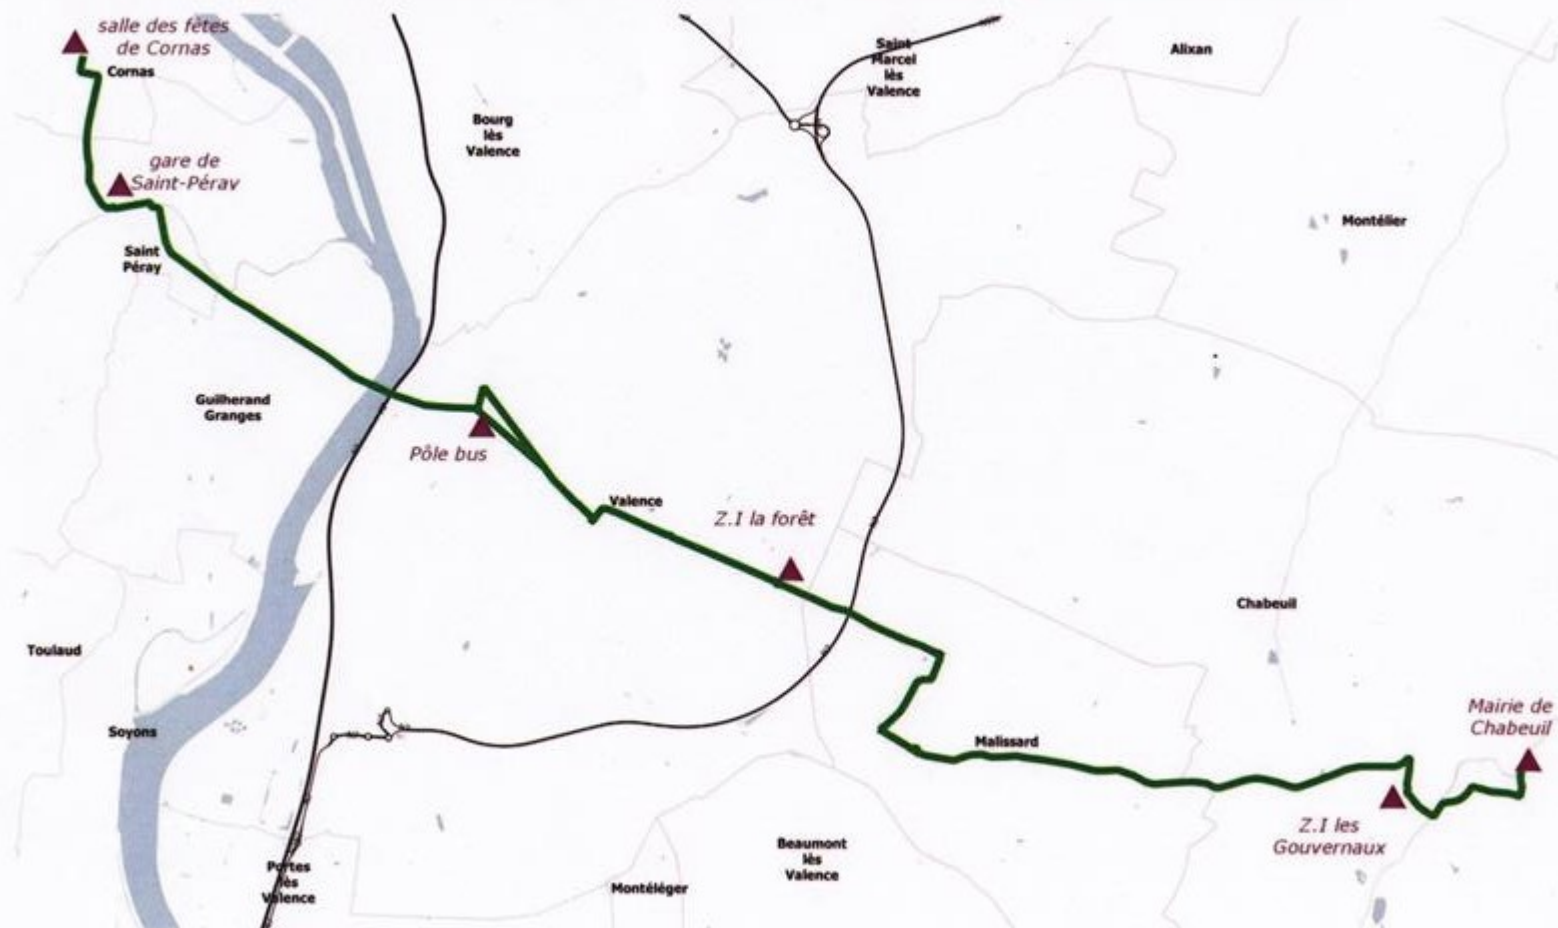 salle des fêtes
de Cornas
Cornas
Saint
Marcel
lès
Valence
Alixan
Bourg
lès
Valence
gare de
Saint-Pérav
Montélier
Saint
Péray
Guilherand
Granges
Pôle bus
Valence
Z.I la forêt
Chabeuil
Toulaud
Soyons
Malissard
Mairie de
Chabeuil
Z.I les
Gouvernaux
Portes
lès
Valence
Montéléger
Beaumont
lès
Valence